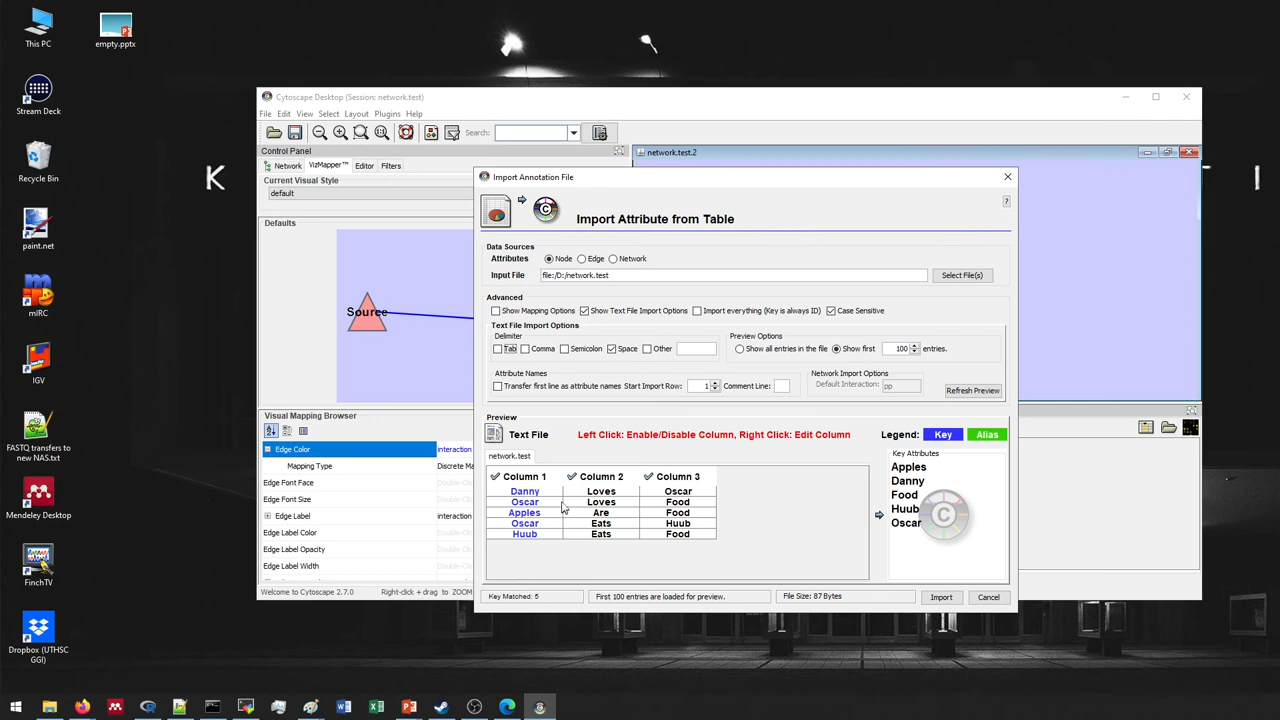 This PC
empty.pptx
Stream Deck
Recycle Bin
paint.net
mIRC
IGV
FASTQ transfers to
new NAS.txt
Mendeley Desktop
FinchTV
Dropbox (UTHSC
GGI)
K
I
Cytoscape Desktop (Session: network.test)
File Edit View Select Layout Plugins Help
Search:
Control Panel
Network VizMapper™ Editor Filters
Current Visual Style
default
Defaults
Source
Visual Mapping Browser
Edge Color interaction
Mapping Type Discrete Ma
Edge Font Face Double-Clic
Edge Font Size Double-Clic
Edge Label interaction
Edge Label Color Double-Clic
Edge Label Opacity Double-Clic
Edge Label Width Double-Clic
Welcome to Cytoscape 2.7.0 Right-click + drag to ZOOM
network.test.2
Import Annotation File
Import Attribute from Table
?
Data Sources
Attributes Node Edge Network
Input File file:/D:/network.test Select File(s)
Advanced
Show Mapping Options Show Text File Import Options Import everything (Key is always ID) Case Sensitive
Text File Import Options
Delimiter
Tab Comma Semicolon Space Other
Preview Options
Show all entries in the file Show first 100 entries.
Attribute Names
Transfer first line as attribute names Start Import Row: 1 Comment Line:
Network Import Options
Default Interaction: pp
Refresh Preview
Preview
Text File Left Click: Enable/Disable Column, Right Click: Edit Column Legend: Key Alias
network.test
Column 1 Column 2 Column 3
Danny Loves Oscar
Oscar Loves Food
Apples Are Food
Oscar Eats Huub
Huub Eats Food
Key Attributes
Apples
Danny
Food
Huub
Oscar
Key Matched: 5 First 100 entries are loaded for preview. File Size: 87 Bytes Import Cancel